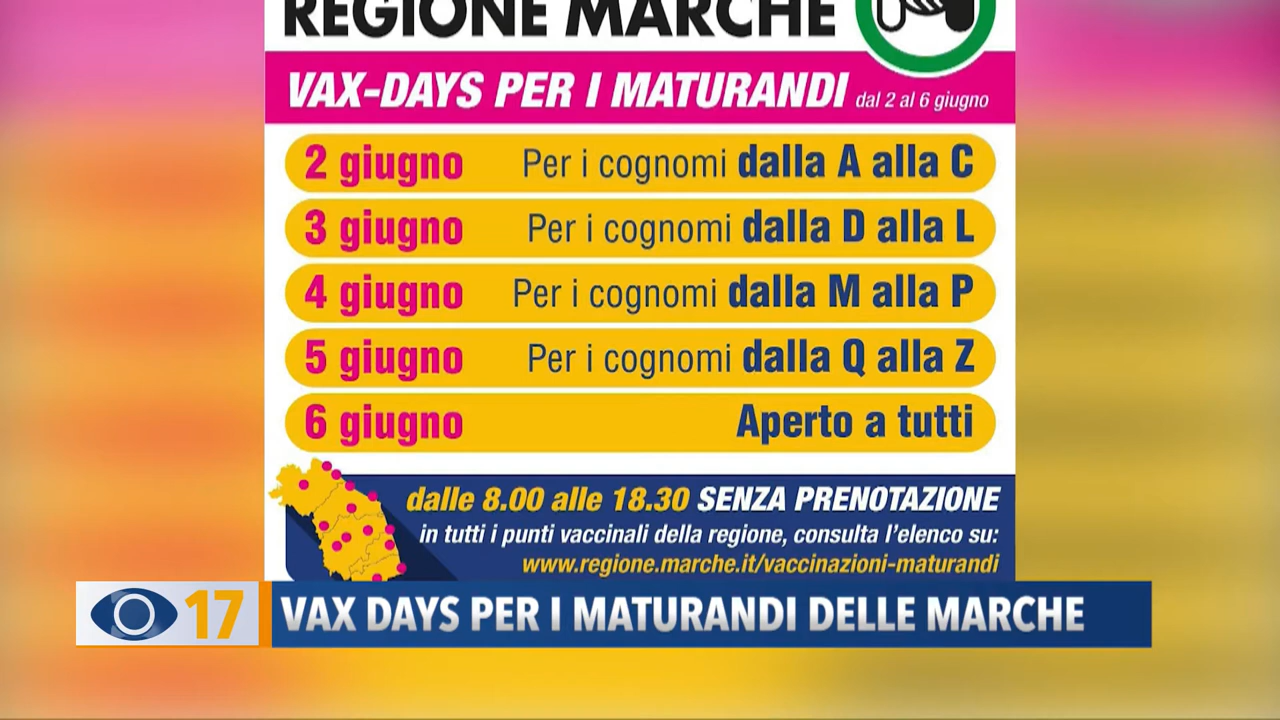 REGIONE MARCHE
VAX-DAYS PER I MATURANDI dal 2 al 6 giugno
2 giugno Per i cognomi dalla A alla C
3 giugno Per i cognomi dalla D alla L
4 giugno Per i cognomi dalla M alla P
5 giugno Per i cognomi dalla Q alla Z
6 giugno Aperto a tutti
dalle 8.00 alle 18.30 SENZA PRENOTAZIONE
in tutti i punti vaccinali della regione, consulta l'elenco su:
www.regione.marche.it/vaccinazioni-maturandi
17 VAX DAYS PER I MATURANDI DELLE MARCHE